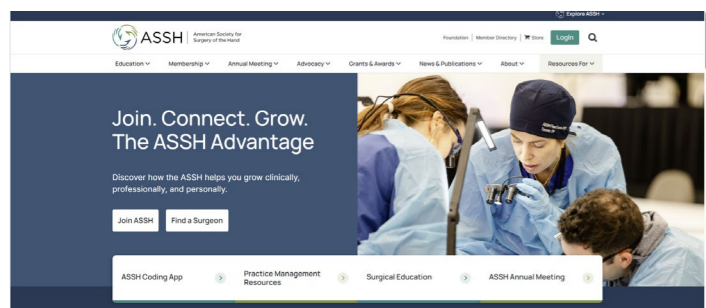 Explore ASSH
ASSH
American Society for
Surgery of the Hand
Foundation
Member Directory
Store
Login
Education
Membership
Annual Meeting
Advocacy
Grants & Awards
News & Publications
About
Resources For
Join. Connect. Grow.
The ASSH Advantage
Discover how the ASSH helps you grow clinically,
professionally, and personally.
Join ASSH
Find a Surgeon
ASSH Coding App
Practice Management
Resources
Surgical Education
ASSH Annual Meeting